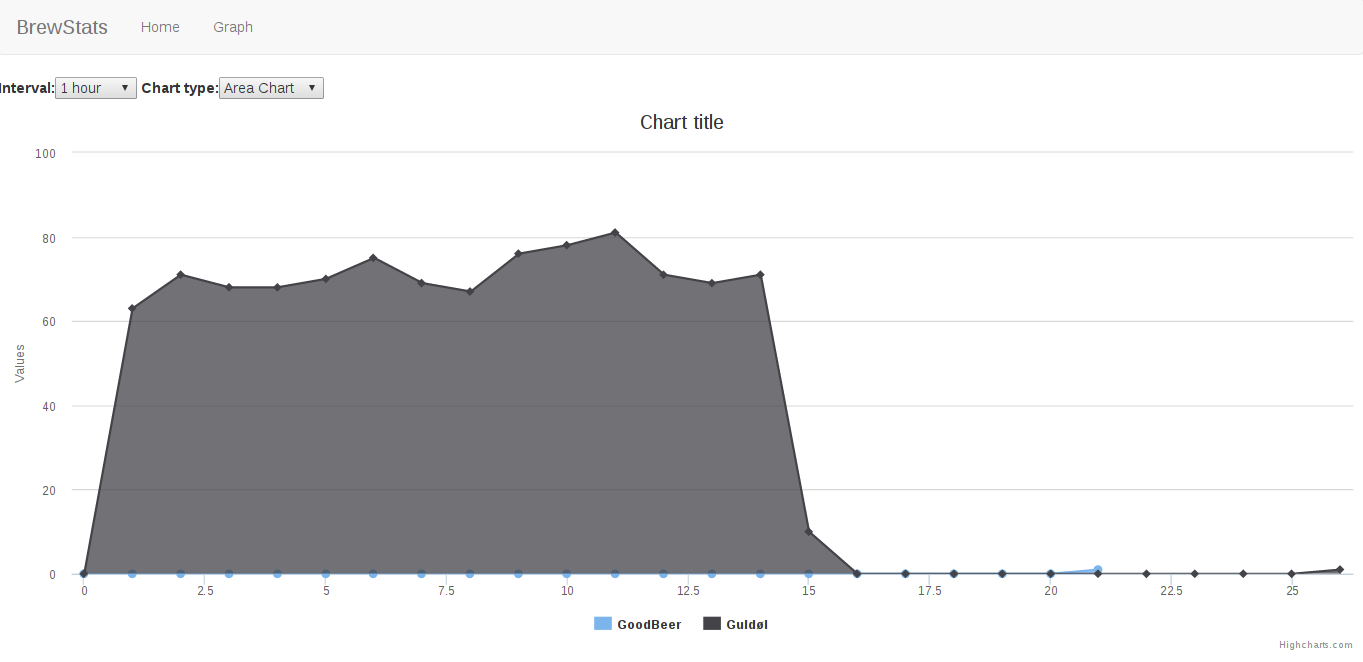 BrewStats Home Graph
Interval: 1 hour Chart type: Area Chart
Chart title
100
80
60
40
20
0
Values
0 2.5 5 7.5 10 12.5 15 17.5 20 22.5 25
GoodBeer Guldøl
Highcharts.com